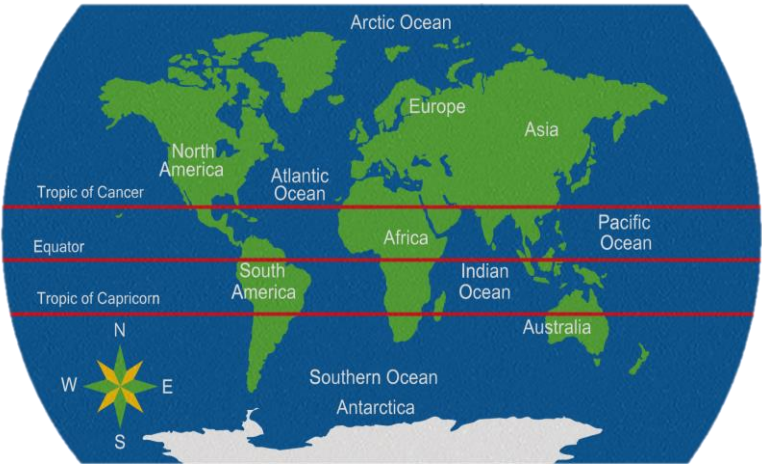 Arctic Ocean
Europe
Asia
North
America
Atlantic
Ocean
Tropic of Cancer
Pacific
Ocean
Africa
Equator
South
America
Indian
Ocean
Tropic of Capricorn
Australia
N
W
E
S
Southern Ocean
Antarctica